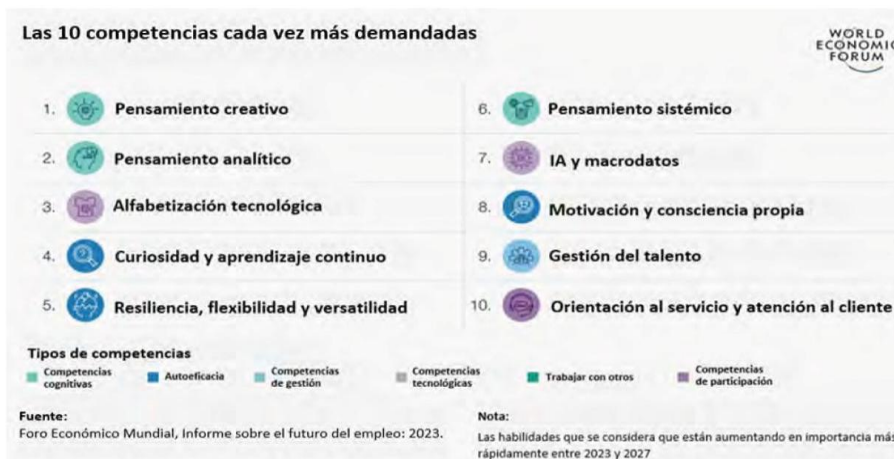 Las 10 competencias cada vez más demandadas
WORLD
ECONOMIC
FORUM
1. Pensamiento creativo
2. Pensamiento analítico
3. Alfabetización tecnológica
4. Curiosidad y aprendizaje continuo
5. Resiliencia, flexibilidad y versatilidad
6. Pensamiento sistémico
7. IA y macrodatos
8. Motivación y consciencia propia
9. Gestión del talento
10. Orientación al servicio y atención al cliente
Tipos de competencias
Competencias
cognitivas
Autoeficacia
Competencias
de gestión
Competencias
tecnológicas
Trabajar con otros
Competencias
de participación
Fuente:
Foro Económico Mundial, Informe sobre el futuro del empleo: 2023.
Nota:
Las habilidades que se considera que están aumentando en importancia más
rápidamente entre 2023 y 2027